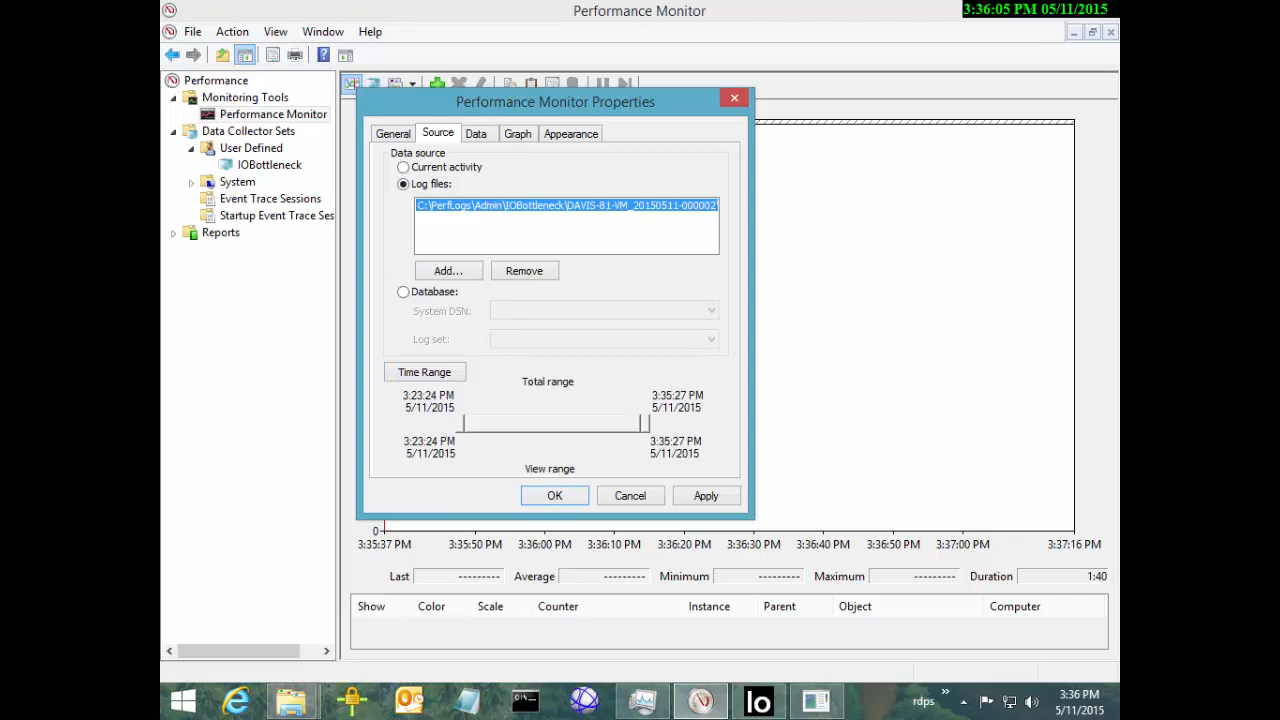 Performance Monitor
3:36:05 PM 05/11/2015
File Action View Window Help
Performance
Monitoring Tools
Performance Monitor
Data Collector Sets
User Defined
IOBottleneck
System
Event Trace Sessions
Startup Event Trace Ses
Reports
Performance Monitor Properties
General Source Data Graph Appearance
Data source
Current activity
Log files:
C:\PerfLogs\Admin\IOBottleneck\DAVIS-81-VM_20150511-000002\
Add... Remove
Database:
System DSN:
Log set:
Time Range
Total range
3:23:24 PM 3:35:27 PM
5/11/2015 5/11/2015
3:23:24 PM 3:35:27 PM
5/11/2015 5/11/2015
View range
OK Cancel Apply
0
3:35:37 PM 3:35:50 PM 3:36:00 PM 3:36:10 PM 3:36:20 PM 3:36:30 PM 3:36:40 PM 3:36:50 PM 3:37:00 PM 3:37:16 PM
Last --------- Average --------- Minimum --------- Maximum --------- Duration 1:40
Show Color Scale Counter Instance Parent Object Computer
Io
rdps » 3:36 PM
5/11/2015